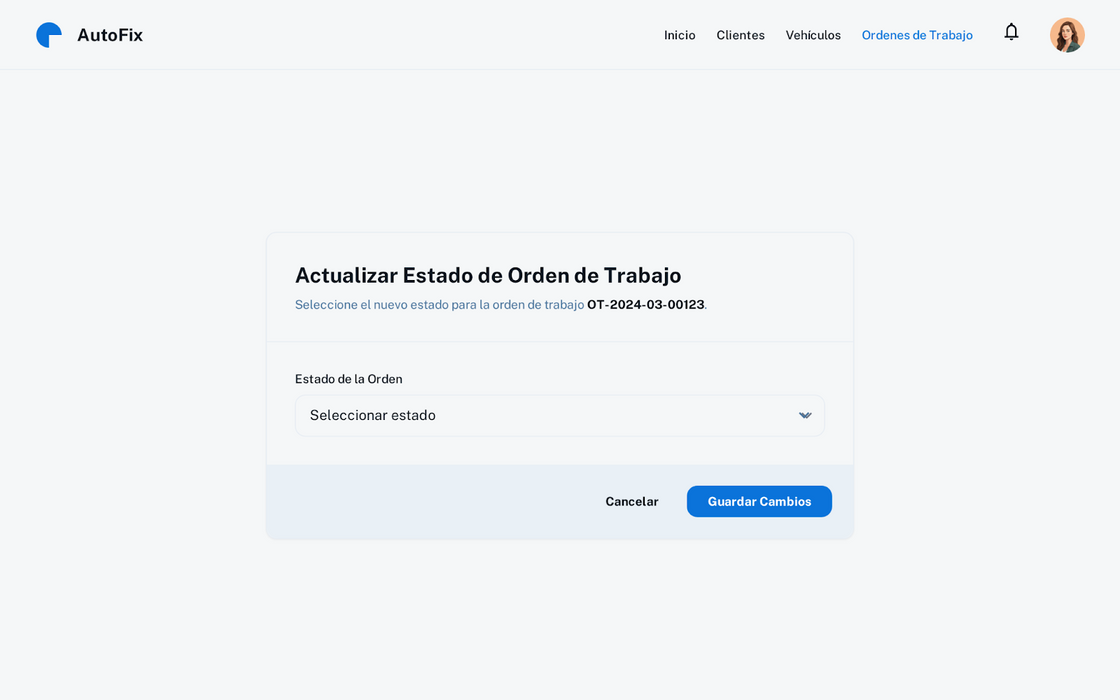 AutoFix
Inicio Clientes Vehículos Ordenes de Trabajo
Actualizar Estado de Orden de Trabajo
Seleccione el nuevo estado para la orden de trabajo OT-2024-03-00123.
Estado de la Orden
Seleccionar estado
Cancelar Guardar Cambios